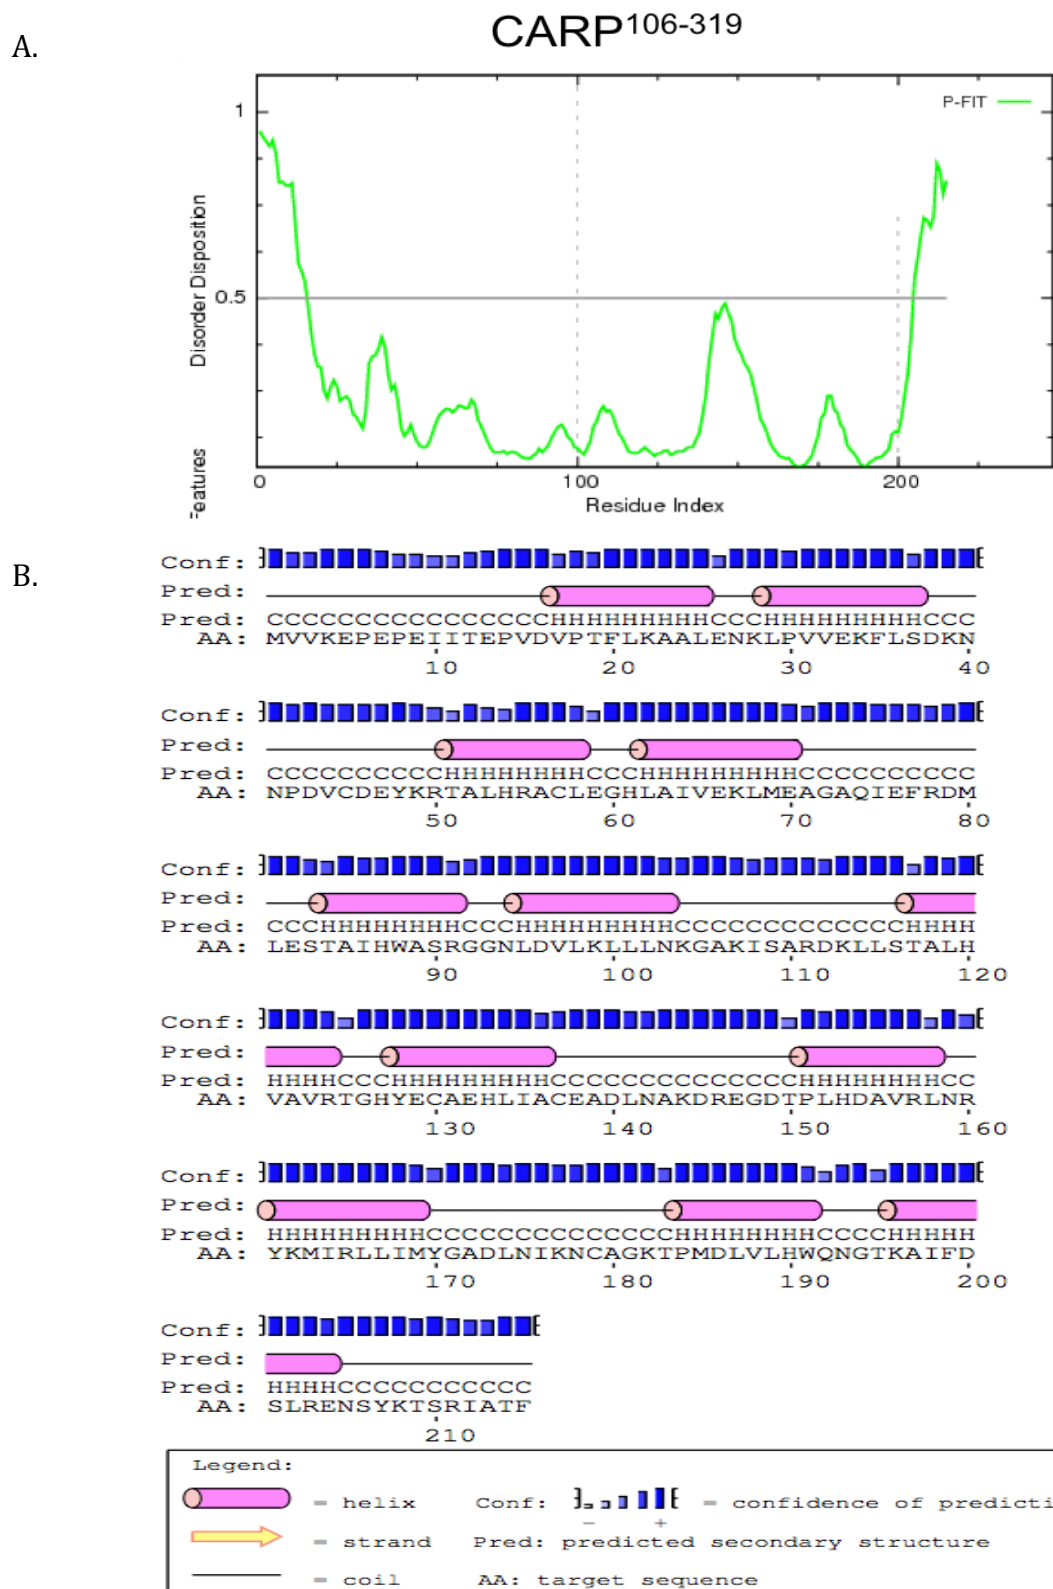 CARP106-319
A.
P-FIT
1
0.5
Disorder Disposition
Features
0 100 200
Residue Index
B.
Conf:
Pred:
Pred: CCCCCCCCCCCCCCCCHHHHHHHHHCCCHHHHHHHHHCCC
AA: MVVKEPEPEIITEPVDVPTFLKAALENKLPVVEKFLSDKN
10 20 30 40
Conf:
Pred:
Pred: CCCCCCCCCCHHHHHHHHCCCHHHHHHHHHCCCCCCCCCC
AA: NPDVCDEYKRTALHRACLEGHLAIVEKLMEAGAQIEFRDM
50 60 70 80
Conf:
Pred:
Pred: CCCHHHHHHHHCCCHHHHHHHHHCCCCCCCCCCCCCHHHH
AA: LESTAIHWASRGGNLDVLKLLLNKGAKISARDKLLSTALH
90 100 110 120
Conf:
Pred:
Pred: HHHHCCCHHHHHHHHHCCCCCCCCCCCCCCHHHHHHHHCC
AA: VAVRTGHYECAEHLIACEADLNAKDREGDTPLHDAVRLNR
130 140 150 160
Conf:
Pred:
Pred: HHHHHHHHHCCCCCCCCCCCCCCHHHHHHHHCCCCHHHHH
AA: YKMIRLLIMYGADLNIKNCAGKTPMDLVLHWQNGTKAIFD
170 180 190 200
Conf:
Pred:
Pred: HHHHCCCCCCCCCCC
AA: SLRENSYKTSRIATF
210
Legend:
= helix Conf: = confidence of predicti
- +
= strand Pred: predicted secondary structure
= coil AA: target sequence